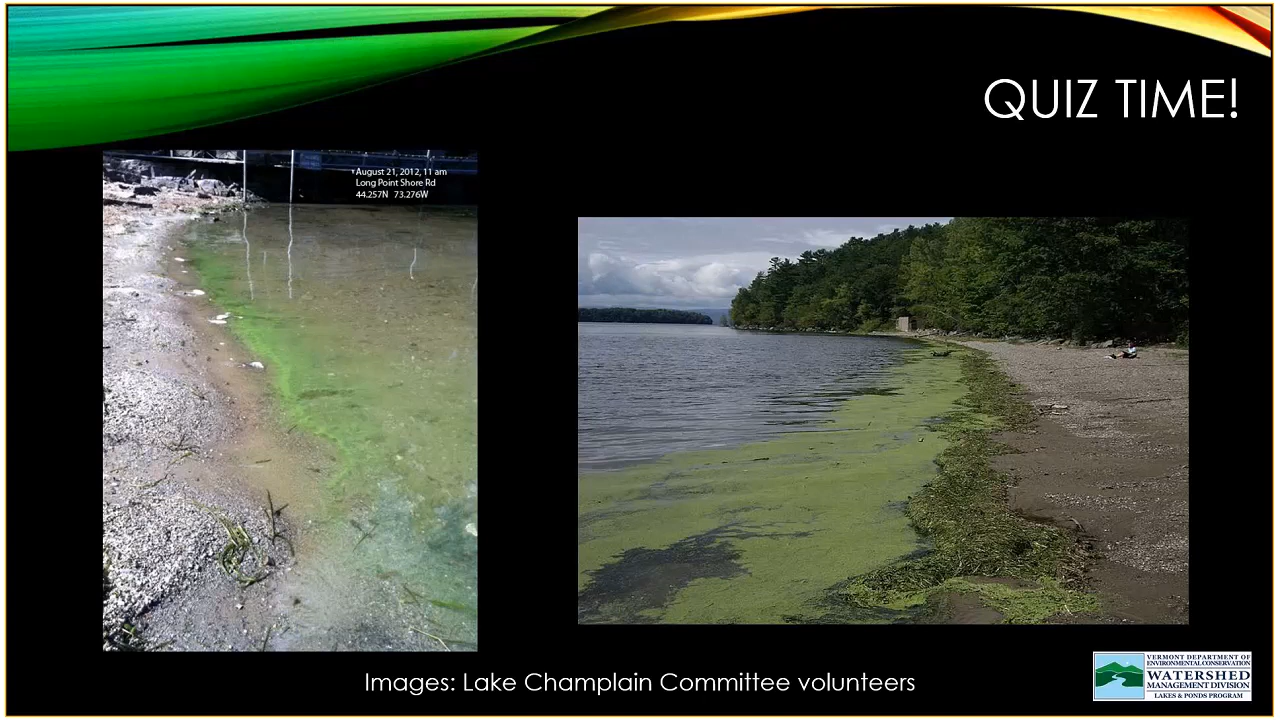 QUIZ TIME!
August 21, 2012, 11 am
Long Point Shore Rd
44.257N 73.276W
Images: Lake Champlain Committee volunteers
VERMONT DEPARTMENT OF
ENVIRONMENTAL CONSERVATION
WATERSHED
MANAGEMENT DIVISION
LAKES & PONDS PROGRAM